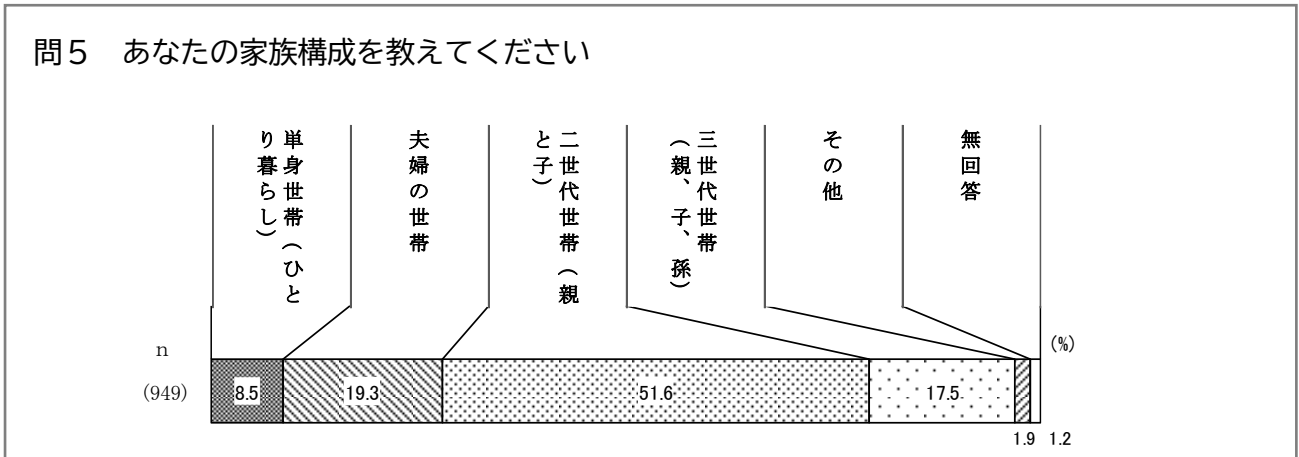 問５　あなたの家族構成を教えてください
単身世帯（ひと
り暮らし）
夫婦の世帯
二世代世帯（親
と子）
三世代世帯
（親、子、孫）
その他
無回答
n
(%)
(949)
8.5
19.3
51.6
17.5
1.9
1.2